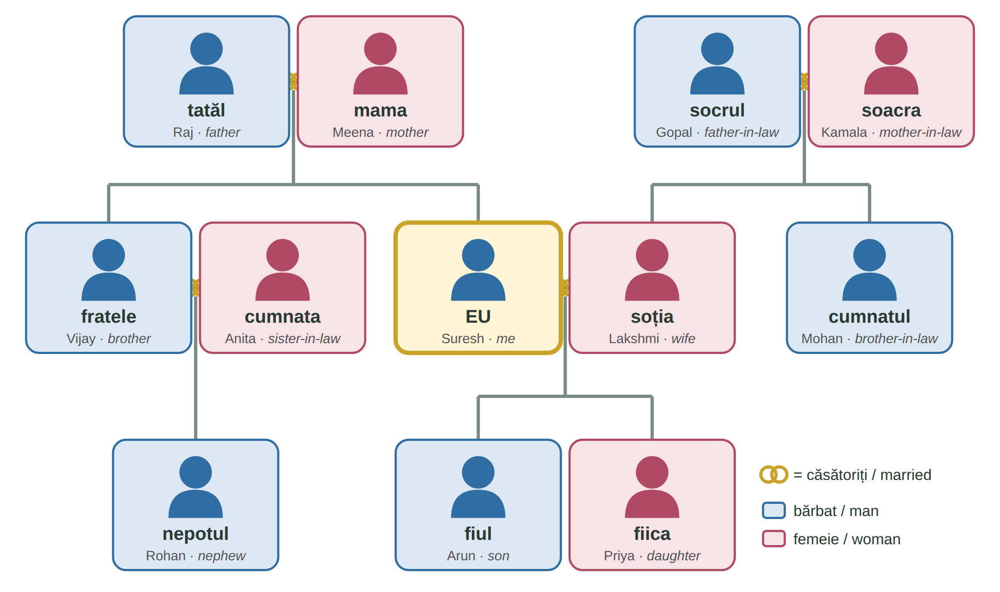 tatăl
Raj · father
mama
Meena · mother
socrul
Gopal · father-in-law
soacra
Kamala · mother-in-law
fratele
Vijay · brother
cumnata
Anita · sister-in-law
EU
Suresh · me
soția
Lakshmi · wife
cumnatul
Mohan · brother-in-law
nepotul
Rohan · nephew
fiul
Arun · son
fiica
Priya · daughter
= căsătoriți / married
bărbat / man
femeie / woman